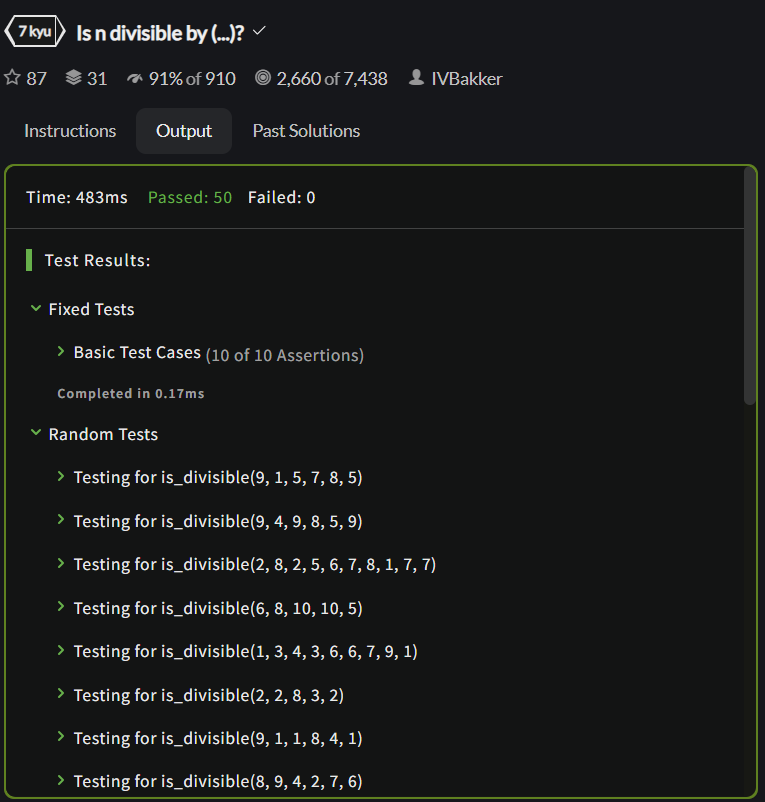 7 kyu Is n divisible by (...)?
87 31 91% of 910 2,660 of 7,438 IVBakker
Instructions Output Past Solutions
Time: 483ms Passed: 50 Failed: 0
Test Results:
Fixed Tests
Basic Test Cases (10 of 10 Assertions)
Completed in 0.17ms
Random Tests
Testing for is_divisible(9, 1, 5, 7, 8, 5)
Testing for is_divisible(9, 4, 9, 8, 5, 9)
Testing for is_divisible(2, 8, 2, 5, 6, 7, 8, 1, 7, 7)
Testing for is_divisible(6, 8, 10, 10, 5)
Testing for is_divisible(1, 3, 4, 3, 6, 6, 7, 9, 1)
Testing for is_divisible(2, 2, 8, 3, 2)
Testing for is_divisible(9, 1, 1, 8, 4, 1)
Testing for is_divisible(8, 9, 4, 2, 7, 6)